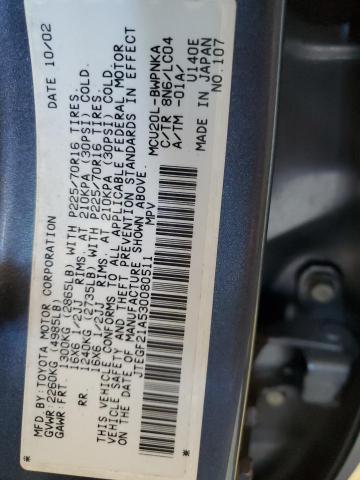 MFD.BY:TOYOTA MOTOR CORPORATION DATE 10/02
GVWR: 2260KG (4985LB)
GAWR: FRT. 1300KG (2865LB) WITH P225/70R16 TIRES,
16X6 1/2JJ RIMS, AT 210KPA (30PSI) COLD.
RR. 1240KG (2735LB) WITH P225/70R16 TIRES,
16X6 1/2JJ RIMS, AT 210KPA (30PSI) COLD.
THIS VEHICLE CONFORMS TO ALL APPLICABLE FEDERAL MOTOR
VEHICLE SAFETY AND THEFT PREVENTION STANDARDS IN EFFECT
ON THE DATE OF MANUFACTURE SHOWN ABOVE.
*JTEGF21A530080511* MPV
MCU20L-BWPNKA
C/TR 8N6/LC04
A/TM -01A/ U140E
MADE IN JAPAN
NO.107